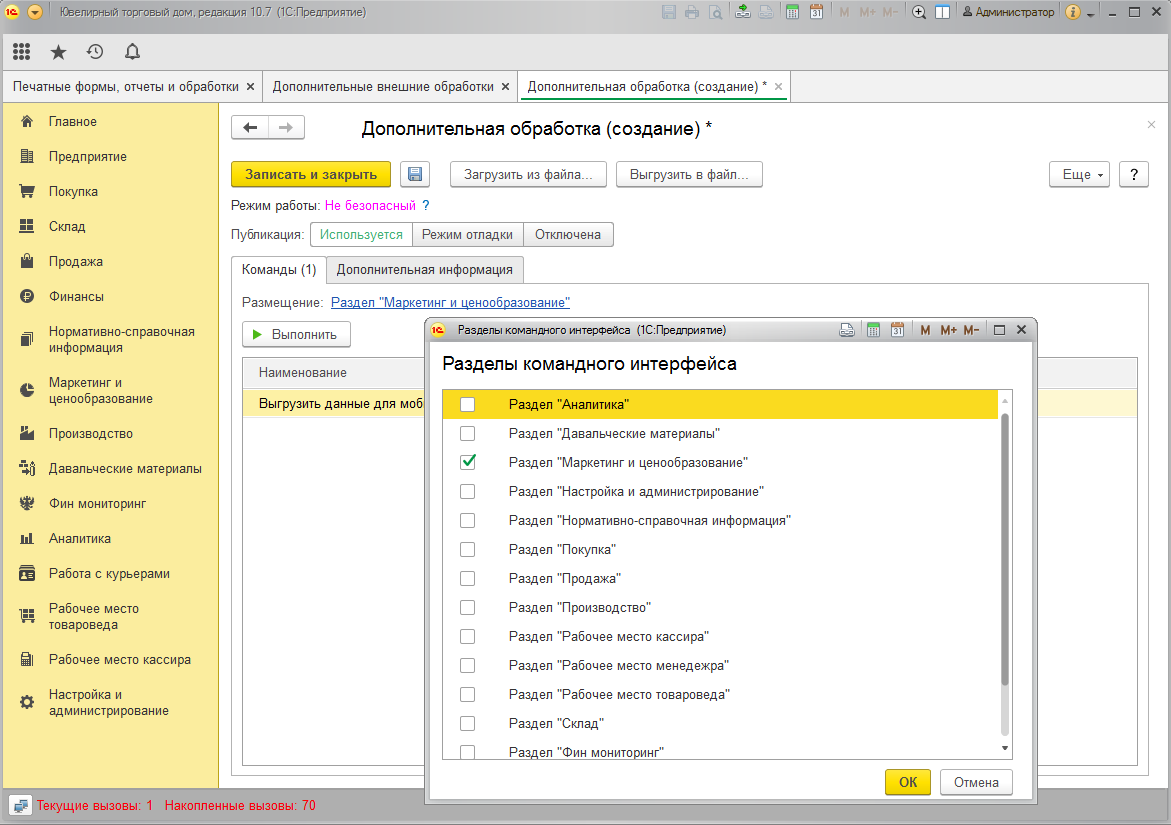 Ювелирный торговый дом, редакция 10.7 (1С:Предприятие)
M M+ M- Администратор
Печатные формы, отчеты и обработки
Дополнительные внешние обработки
Дополнительная обработка (создание) *
Главное
Предприятие
Покупка
Склад
Продажа
Финансы
Нормативно-справочная
информация
Маркетинг и
ценообразование
Производство
Давальческие материалы
Фин мониторинг
Аналитика
Работа с курьерами
Рабочее место
товароведа
Рабочее место кассира
Настройка и
администрирование
Дополнительная обработка (создание) *
Записать и закрыть
Загрузить из файла...
Выгрузить в файл...
Еще
?
Режим работы: Не безопасный ?
Публикация: Используется Режим отладки Отключена
Команды (1) Дополнительная информация
Размещение: Раздел "Маркетинг и ценообразование"
Выполнить
Наименование
Выгрузить данные для моб
1С Разделы командного интерфейса (1С:Предприятие)
31 M M+ M-
Разделы командного интерфейса
Раздел "Аналитика"
Раздел "Давальческие материалы"
Раздел "Маркетинг и ценообразование"
Раздел "Настройка и администрирование"
Раздел "Нормативно-справочная информация"
Раздел "Покупка"
Раздел "Продажа"
Раздел "Производство"
Раздел "Рабочее место кассира"
Раздел "Рабочее место менеджра"
Раздел "Рабочее место товароведа"
Раздел "Склад"
Раздел "Фин мониторинг"
ОК Отмена
Текущие вызовы: 1 Накопленные вызовы: 70